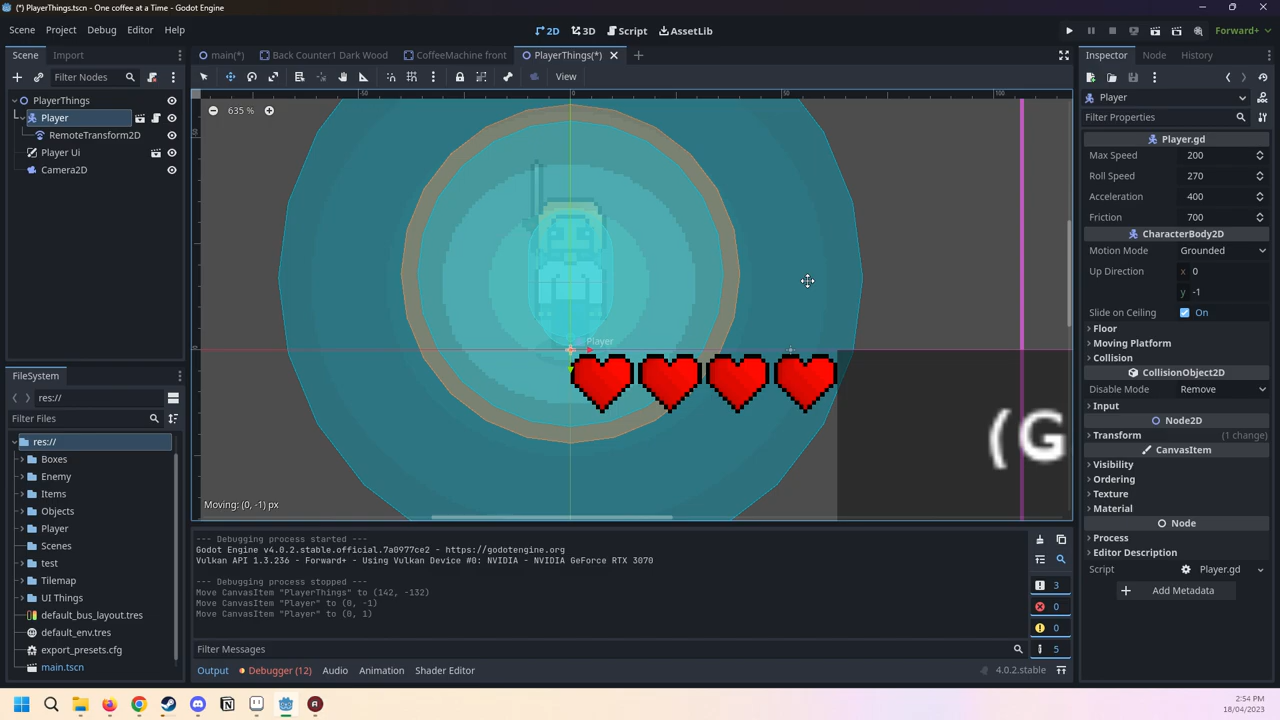 (*) PlayerThings.tscn - One coffee at a Time - Godot Engine
Scene Project Debug Editor Help
2D 3D Script AssetLib
Forward+
Scene Import
main(*) Back Counter1 Dark Wood CoffeeMachine front PlayerThings(*)
Inspector Node History
Filter Nodes
View
PlayerThings
Player
RemoteTransform2D
Player Ui
Camera2D
-50 0 50 100
635 %
Player
(G
Moving: (0, -1) px
Player
Filter Properties
Player.gd
Max Speed 200
Roll Speed 270
Acceleration 400
Friction 700
CharacterBody2D
Motion Mode Grounded
Up Direction x 0
y -1
Slide on Ceiling On
Floor
Moving Platform
Collision
CollisionObject2D
Disable Mode Remove
Input
Node2D
Transform (1 change)
CanvasItem
Visibility
Ordering
Texture
Material
Node
Process
Editor Description
Script Player.gd
Add Metadata
FileSystem
res://
Filter Files
res://
Boxes
Enemy
Items
Objects
Player
Scenes
test
Tilemap
UI Things
default_bus_layout.tres
default_env.tres
export_presets.cfg
main.tscn
--- Debugging process started ---
Godot Engine v4.0.2.stable.official.7a0977ce2 - https://godotengine.org
Vulkan API 1.3.236 - Forward+ - Using Vulkan Device #0: NVIDIA - NVIDIA GeForce RTX 3070
--- Debugging process stopped ---
Move CanvasItem "PlayerThings" to (142, -132)
Move CanvasItem "Player" to (0, -1)
Move CanvasItem "Player" to (0, 1)
3
0
0
5
Filter Messages
Output Debugger (12) Audio Animation Shader Editor
4.0.2.stable
2:54 PM
18/04/2023